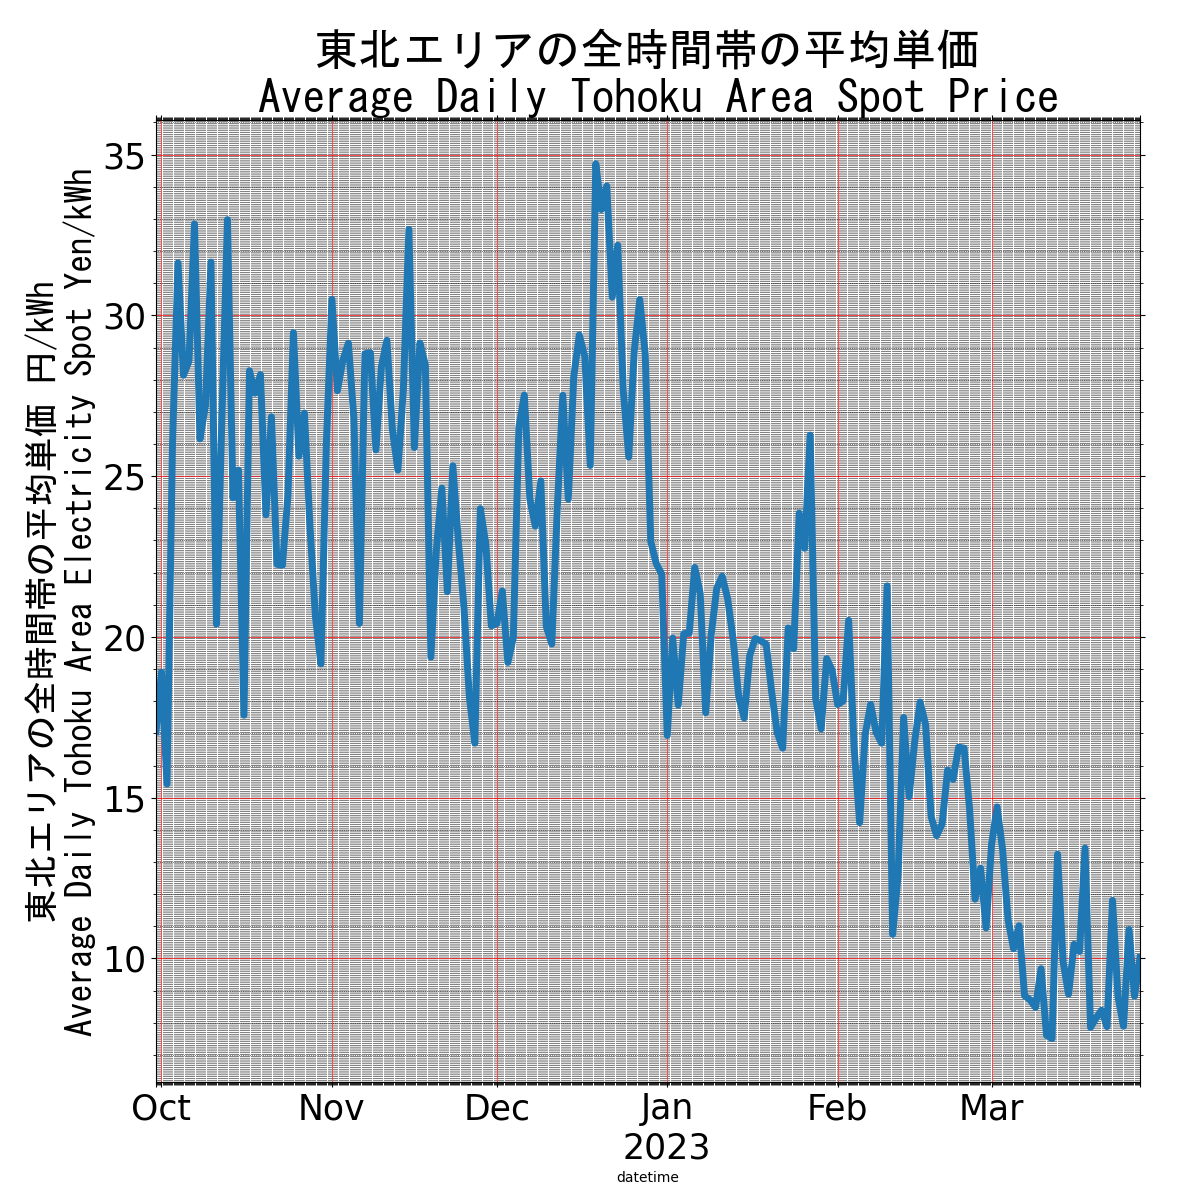 東北エリアの全時間帯の平均単価
Average Daily Tohoku Area Spot Price
東北エリアの全時間帯の平均単価 円/kWh
Average Daily Tohoku Area Electricity Spot Yen/kWh
35
30
25
20
15
10
Oct
Nov
Dec
Jan
Feb
Mar
2023
datetime